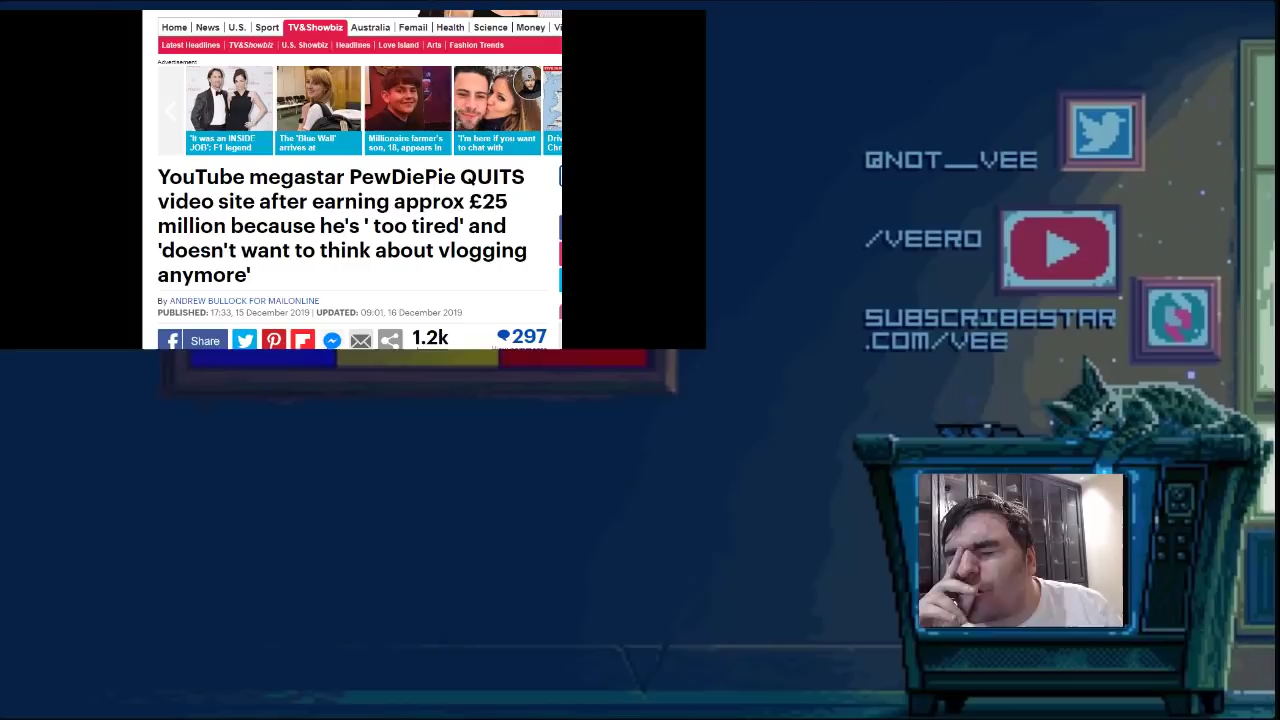 Home News U.S. Sport TV&Showbiz Australia Femail Health Science Money
Latest Headlines TV&Showbiz U.S. Showbiz Headlines Love Island Arts Fashion Trends
Advertisement
'It was an INSIDE
JOB': F1 legend
The 'Blue Wall'
arrives at
Millionaire farmer's
son, 18, appears in
'I'm here if you want
to chat with
YouTube megastar PewDiePie QUITS
video site after earning approx £25
million because he's ' too tired' and
'doesn't want to think about vlogging
anymore'
By ANDREW BULLOCK FOR MAILONLINE
PUBLISHED: 17:33, 15 December 2019 | UPDATED: 09:01, 16 December 2019
Share 1.2k 297
@NOT__VEE
/VEERO
SUBSCRIBESTAR
.COM/VEE